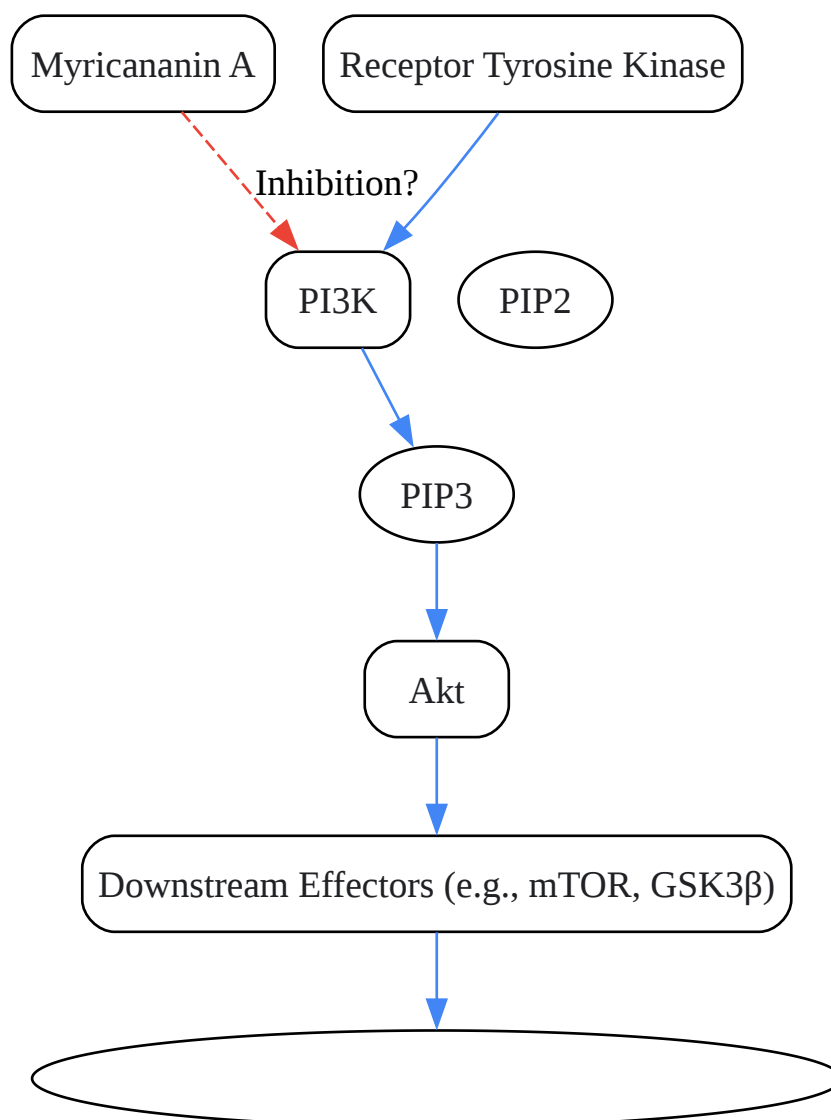 Myricananin A
Receptor Tyrosine Kinase
Inhibition?
PI3K
PIP2
PIP3
Akt
Downstream Effectors (e.g., mTOR, GSK3β)